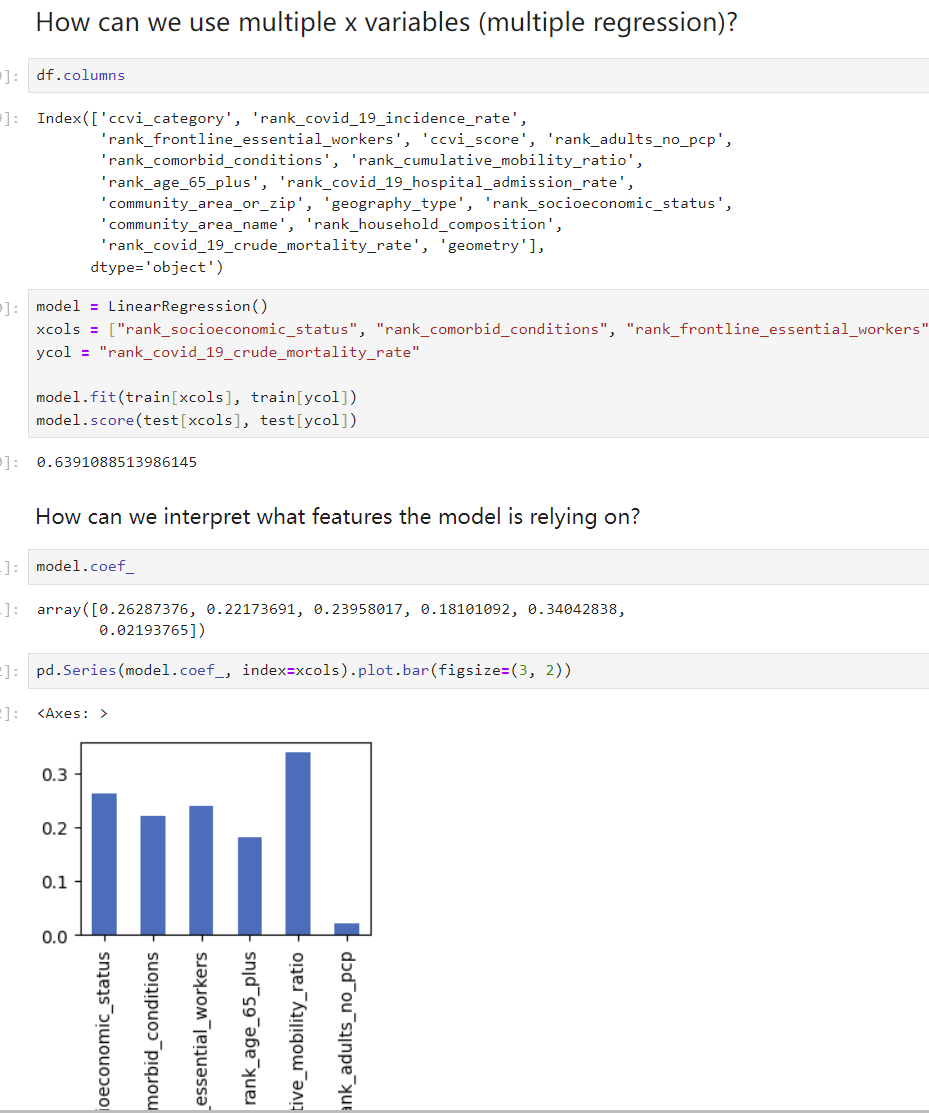 How can we use multiple x variables (multiple regression)?
]:
df.columns
]:
Index(['ccvi_category', 'rank_covid_19_incidence_rate',
'rank_frontline_essential_workers', 'ccvi_score', 'rank_adults_no_pcp',
'rank_comorbid_conditions', 'rank_cumulative_mobility_ratio',
'rank_age_65_plus', 'rank_covid_19_hospital_admission_rate',
'community_area_or_zip', 'geography_type', 'rank_socioeconomic_status',
'community_area_name', 'rank_household_composition',
'rank_covid_19_crude_mortality_rate', 'geometry'],
dtype='object')
]:
model = LinearRegression()
xcols = ["rank_socioeconomic_status", "rank_comorbid_conditions", "rank_frontline_essential_workers"
ycol = "rank_covid_19_crude_mortality_rate"
model.fit(train[xcols], train[ycol])
model.score(test[xcols], test[ycol])
]:
0.6391088513986145
How can we interpret what features the model is relying on?
]:
model.coef_
]:
array([0.26287376, 0.22173691, 0.23958017, 0.18101092, 0.34042838,
0.02193765])
]:
pd.Series(model.coef_, index=xcols).plot.bar(figsize=(3, 2))
]:
<Axes: >
0.3
0.2
0.1
0.0
ioeconomic_status
morbid_conditions
_essential_workers
rank_age_65_plus
tive_mobility_ratio
ank_adults_no_pcp